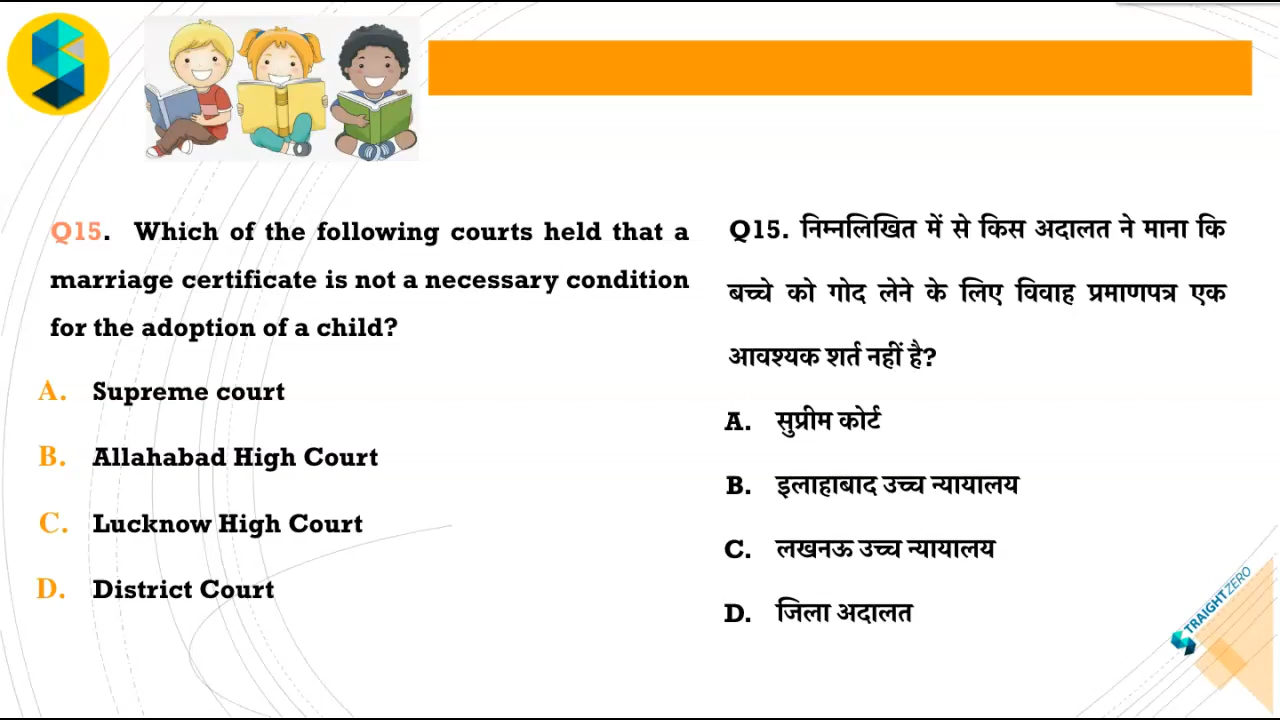 Q15. Which of the following courts held that a
marriage certificate is not a necessary condition
for the adoption of a child?
A. Supreme court
B. Allahabad High Court
C. Lucknow High Court
D. District Court
Q15. निम्नलिखित में से किस अदालत ने माना कि
बच्चे को गोद लेने के लिए विवाह प्रमाणपत्र एक
आवश्यक शर्त नहीं है?
A. सुप्रीम कोर्ट
B. इलाहाबाद उच्च न्यायालय
C. लखनऊ उच्च न्यायालय
D. जिला अदालत
STRAIGHTZERO